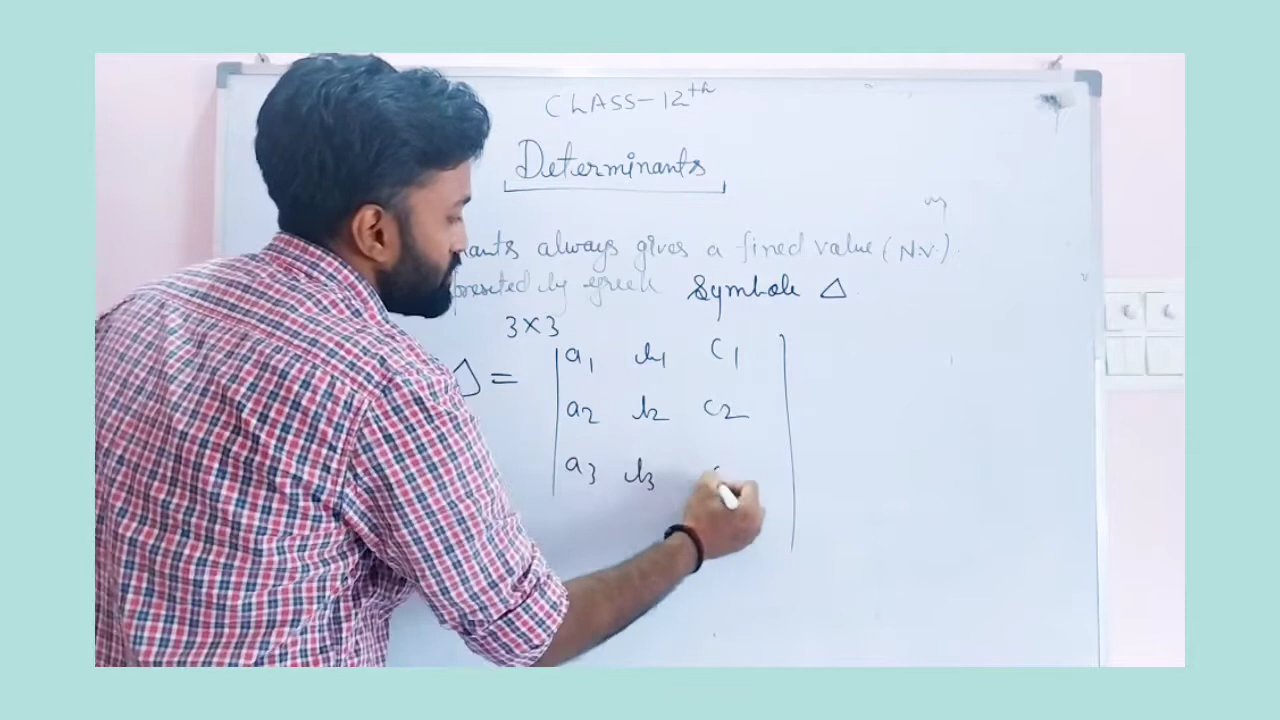 CLASS-12th
Determinants
nants always gives a fined value (N.V).
presented by greek Symbole △
3×3
△ =
a1 b1 C1
a2 b2 C2
a3 b3